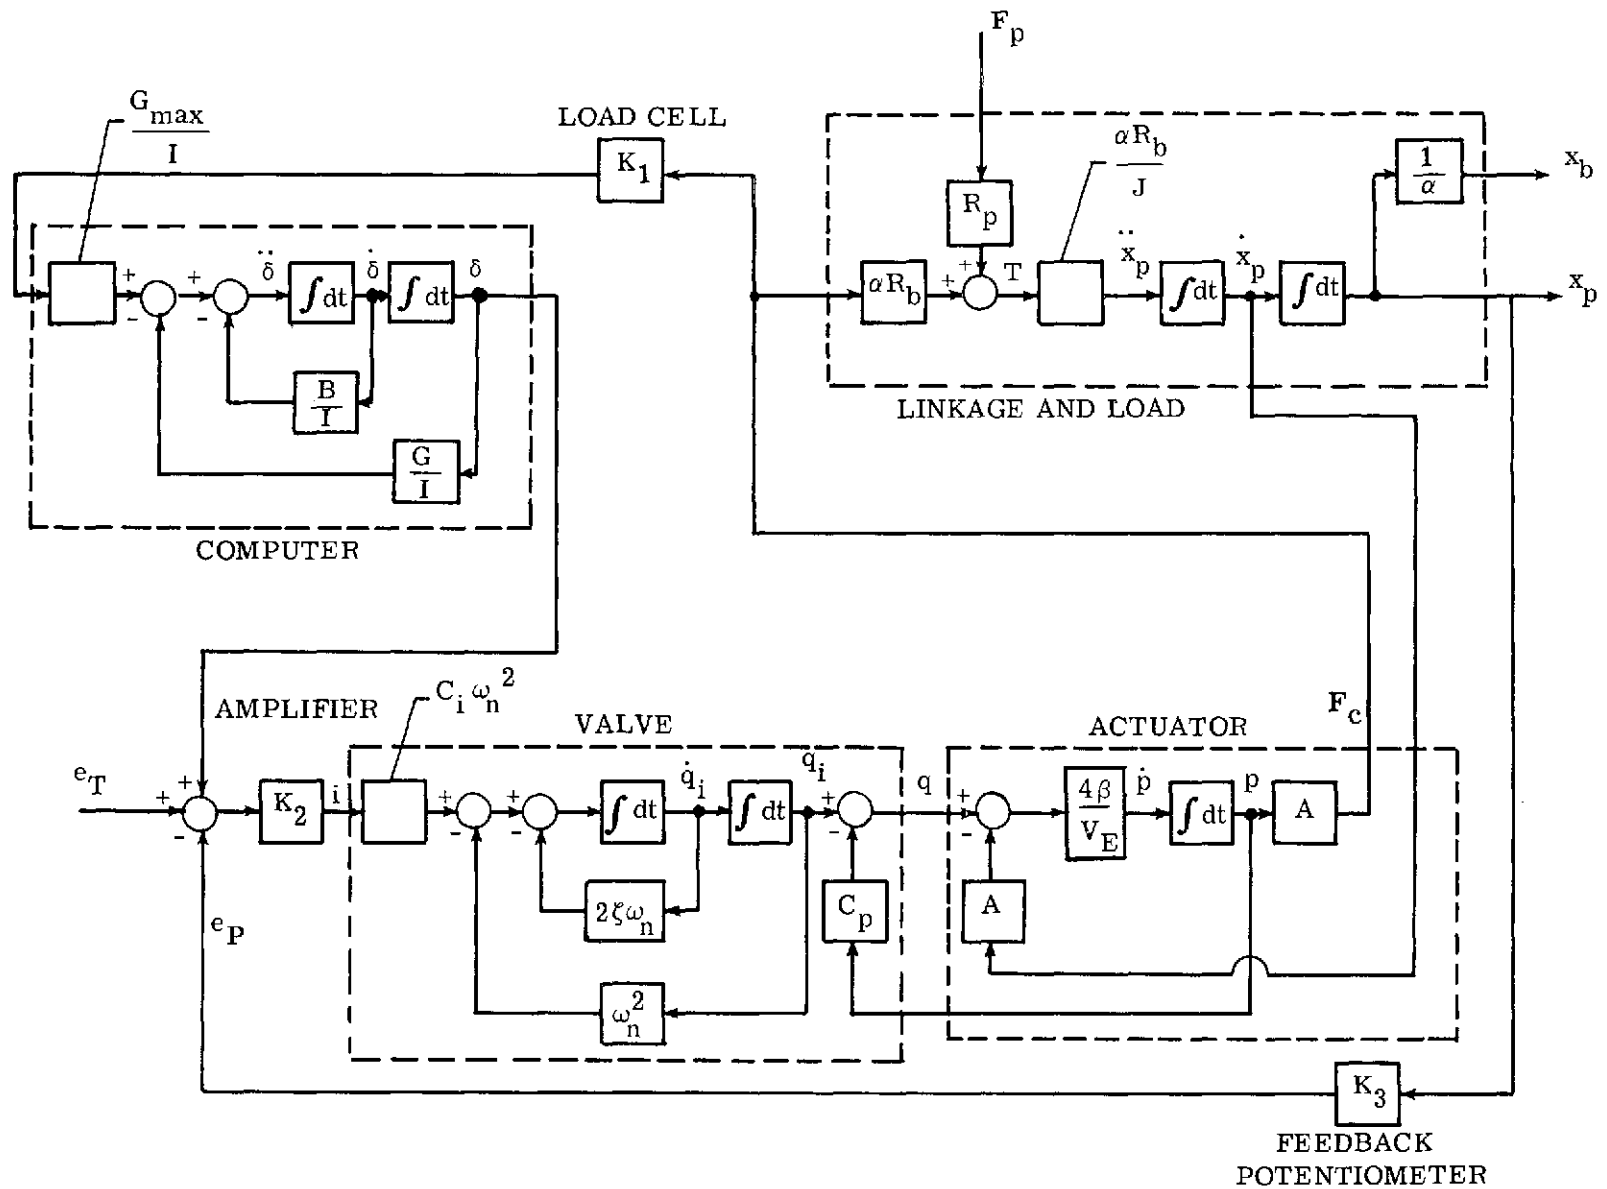 F_p
G_max / I
LOAD CELL
K_1
αR_b / J
1/α
x_b
R_p
δ̈
∫dt
δ̇
∫dt
δ
+
-
+
-
αR_b
+
+
T
ẍ_p
∫dt
ẋ_p
∫dt
x_p
B/I
G/I
LINKAGE AND LOAD
COMPUTER
AMPLIFIER
C_i ω_n^2
VALVE
ACTUATOR
F_c
e_T
+
+
-
K_2
i
+
-
+
-
∫dt
q̇_i
∫dt
q_i
+
-
q
+
-
4β / V_E
ṗ
∫dt
p
A
2ζω_n
C_p
A
e_P
ω_n^2
K_3
FEEDBACK
POTENTIOMETER